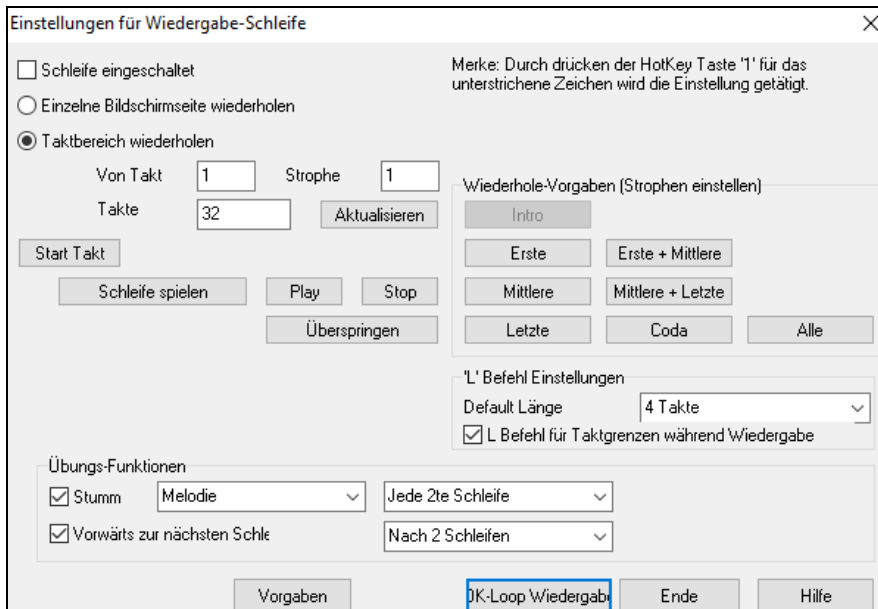 Einstellungen für Wiedergabe-Schleife
Schleife eingeschaltet
Merke: Durch drücken der HotKey Taste '1' für das
unterstrichene Zeichen wird die Einstellung getätigt.
Einzelne Bildschirmseite wiederholen
Taktbereich wiederholen
Von Takt 1 Strophe 1
Takte 32 Aktualisieren
Start Takt
Schleife spielen Play Stop
Überspringen
Wiederhole-Vorgaben (Strophen einstellen)
Intro
Erste Erste + Mittlere
Mittlere Mittlere + Letzte
Letzte Coda Alle
'L' Befehl Einstellungen
Default Länge 4 Takte
L Befehl für Taktgrenzen während Wiedergabe
Übungs-Funktionen
Stumm Melodie Jede 2te Schleife
Vorwärts zur nächsten Schle Nach 2 Schleifen
Vorgaben OK-Loop Wiedergabe Ende Hilfe